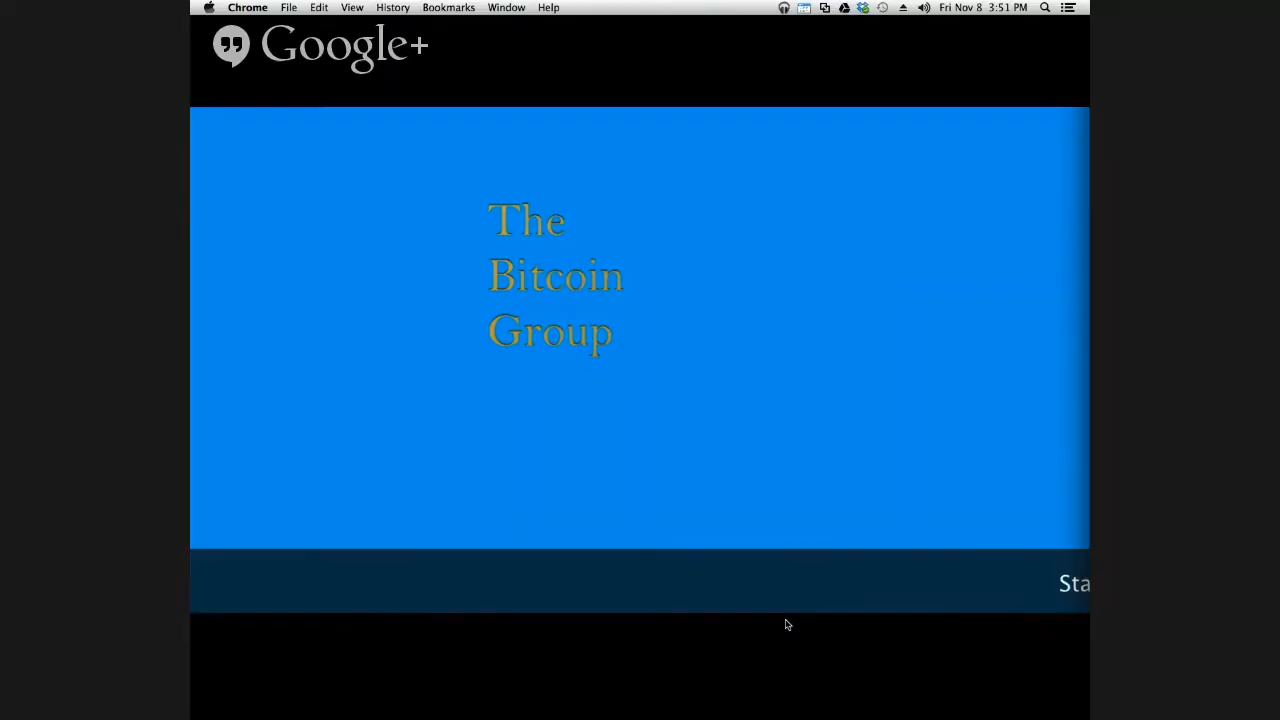 Chrome File Edit View History Bookmarks Window Help Fri Nov 8 3:51 PM
Google+
The
Bitcoin
Group
Sta